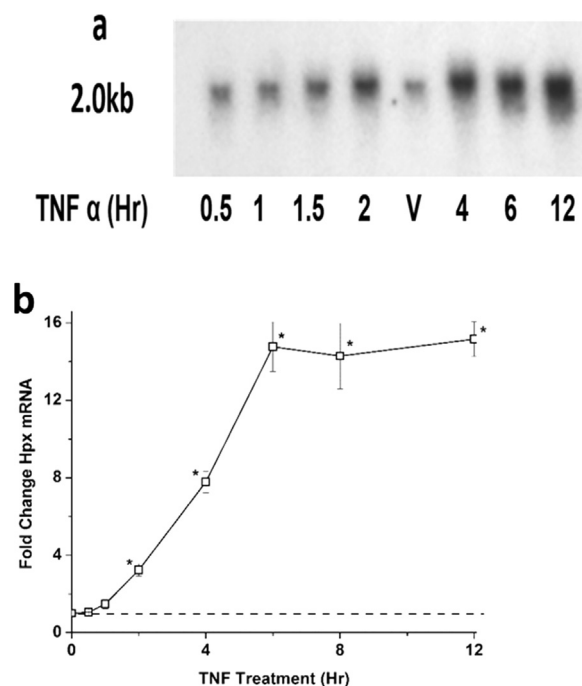 a
2.0kb
TNF α (Hr) 0.5 1 1.5 2 V 4 6 12
b
16
12
8
4
0
Fold Change Hpx mRNA
* * * * *
0 4 8 12
TNF Treatment (Hr)